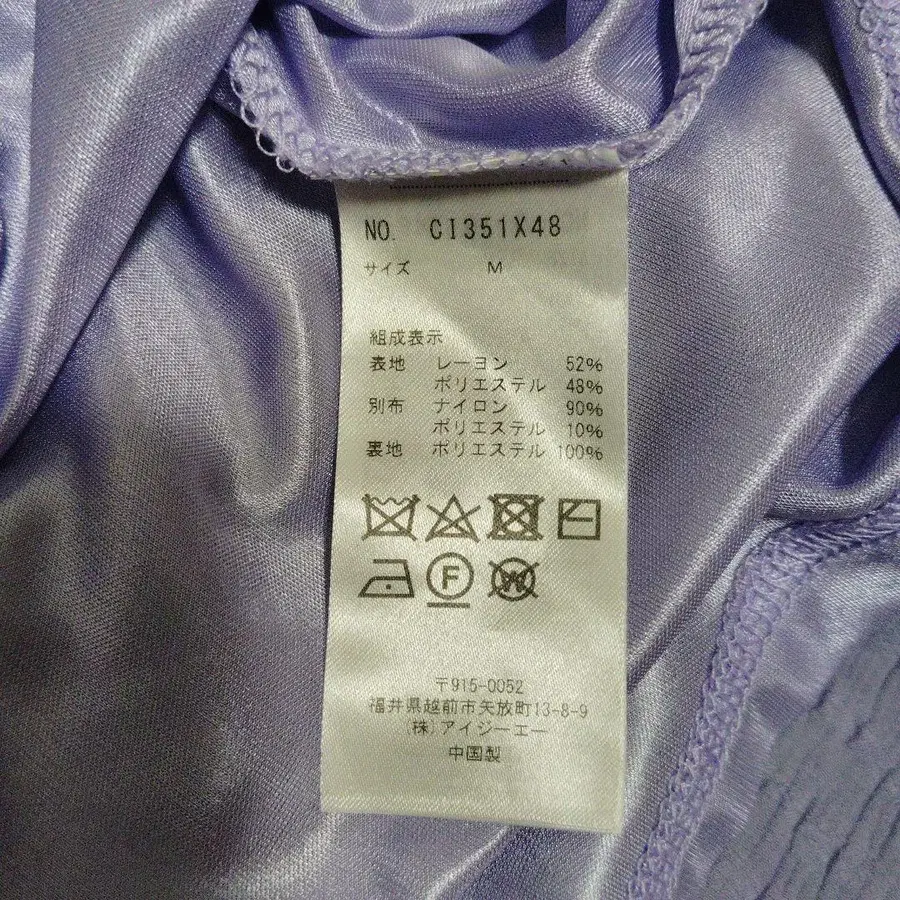 NO. CI351X48
サイズ M
組成表示
表地 レーヨン 52%
ポリエステル 48%
別布 ナイロン 90%
ポリエステル 10%
裏地 ポリエステル 100%
F
W
〒915-0052
福井県越前市矢放町13-8-9
(株)アイジーエー
中国製